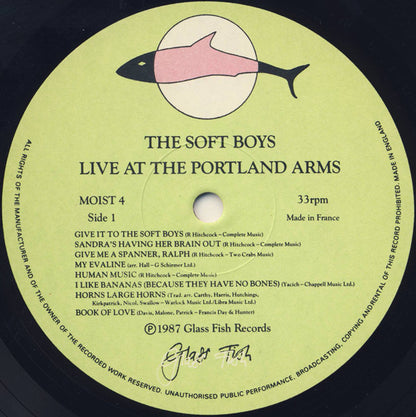 THE SOFT BOYS
LIVE AT THE PORTLAND ARMS
MOIST 4
33rpm
Side 1
Made in France
GIVE IT TO THE SOFT BOYS (R Hitchcock–Complete Music)
SANDRA'S HAVING HER BRAIN OUT (R Hitchcock–Complete Music)
GIVE ME A SPANNER, RALPH (R Hitchcock–Two Crabs Music)
MY EVALINE (arr. Hall–G Schirmer Ltd.)
HUMAN MUSIC (R Hitchcock–Complete Music)
I LIKE BANANAS (BECAUSE THEY HAVE NO BONES) (Yacich–Chappell Music Ltd.)
HORNS LARGE HORNS (Trad. arr. Carthy, Harris, Hutchings,
Kirkpatrick, Nicol, Swallow–Warlock Music Ltd/Libra Music Ltd.)
BOOK OF LOVE (Davis, Malone, Patrick–Francis Day & Hunter)
℗1987 Glass Fish Records
Glass Fish
ALL RIGHTS OF THE MANUFACTURER AND OF THE OWNER OF THE RECORDED WORK RESERVED. UNAUTHORISED PUBLIC PERFORMANCE, BROADCASTING, COPYING ANDRENTAL OF THIS RECORD PROHIBITED. MADE IN ENGLAND